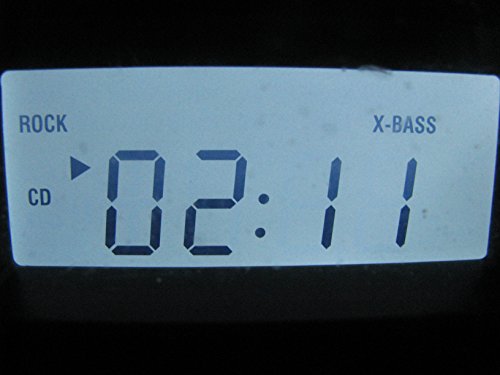 ROCK X-BASS
CD 02:11